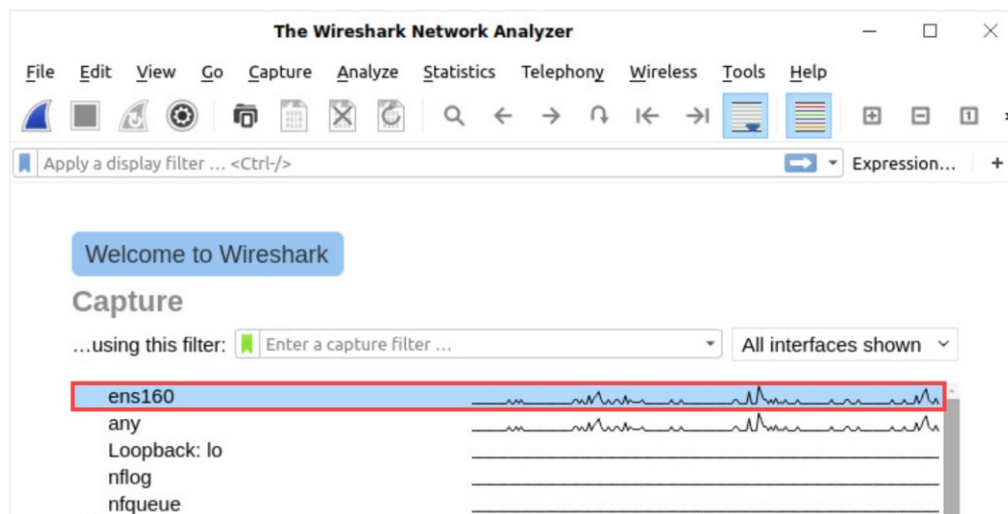 The Wireshark Network Analyzer
File Edit View Go Capture Analyze Statistics Telephony Wireless Tools Help
Apply a display filter … <Ctrl-/> Expression… +
Welcome to Wireshark
Capture
…using this filter: Enter a capture filter … All interfaces shown
ens160
any
Loopback: lo
nflog
nfqueue